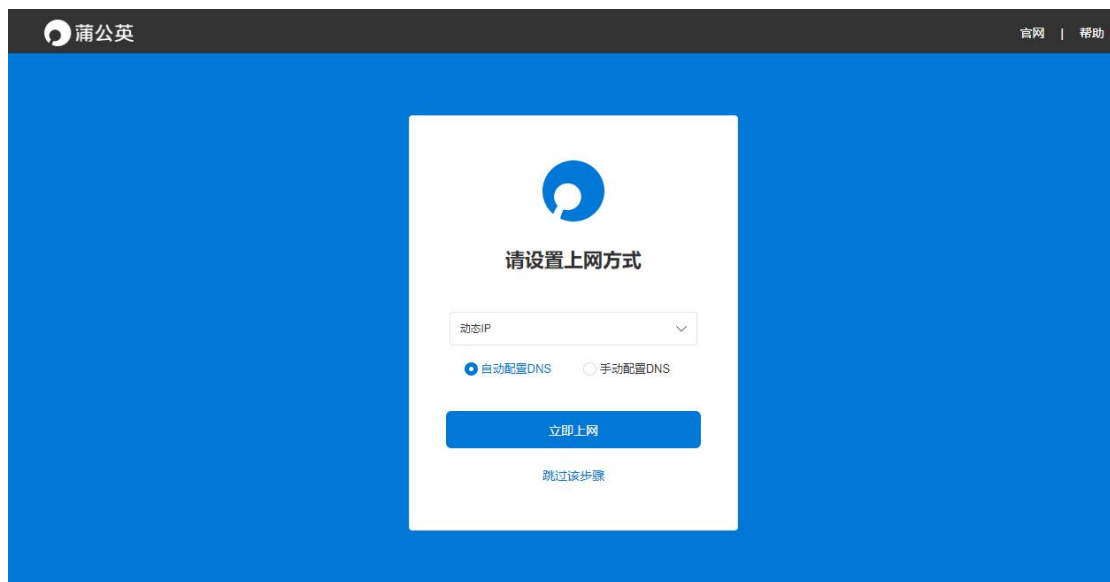 蒲公英
官网 | 帮助
请设置上网方式
动态IP
自动配置DNS 手动配置DNS
立即上网
跳过该步骤